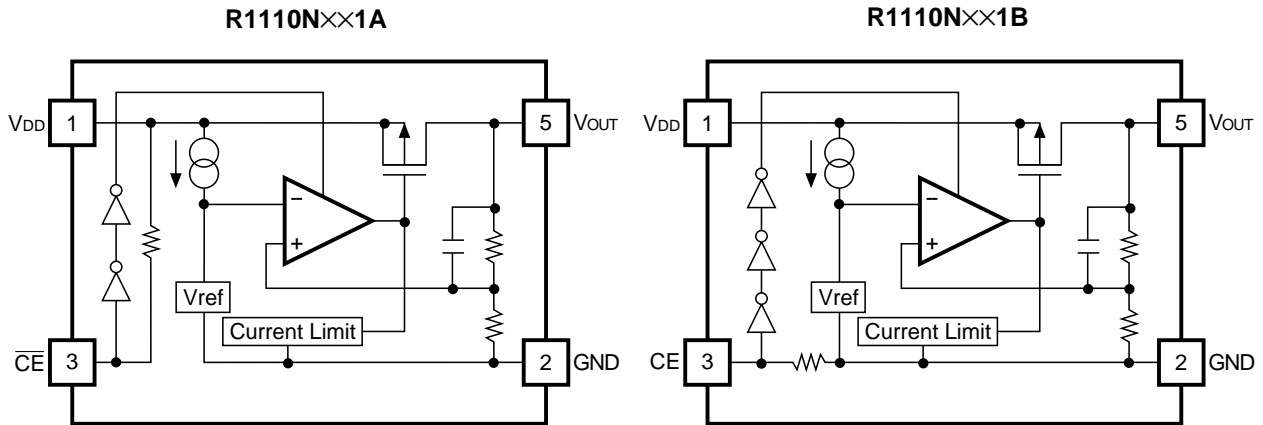 R1110N××1A
VDD
1
5
VOUT
−
+
Vref
Current Limit
CE
3
2
GND
R1110N××1B
VDD
1
5
VOUT
−
+
Vref
Current Limit
CE
3
2
GND